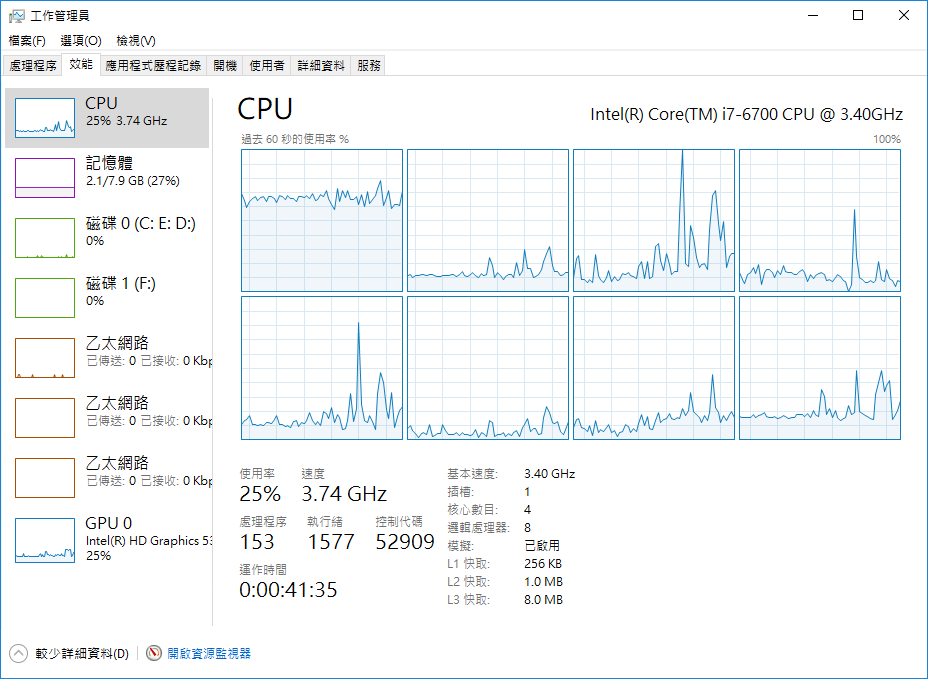 工作管理員
檔案(F) 選項(O) 檢視(V)
處理程序 效能 應用程式歷程記錄 開機 使用者 詳細資料 服務
CPU
25% 3.74 GHz
記憶體
2.1/7.9 GB (27%)
磁碟 0 (C: E: D:)
0%
磁碟 1 (F:)
0%
乙太網路
已傳送: 0 已接收: 0 Kbp
乙太網路
已傳送: 0 已接收: 0 Kbp
乙太網路
已傳送: 0 已接收: 0 Kbp
GPU 0
Intel(R) HD Graphics 53
25%
CPU
Intel(R) Core(TM) i7-6700 CPU @ 3.40GHz
過去 60 秒的使用率 %
100%
使用率 速度
25% 3.74 GHz
處理程序 執行緒 控制代碼
153 1577 52909
運作時間
0:00:41:35
基本速度: 3.40 GHz
插槽: 1
核心數目: 4
邏輯處理器: 8
模擬: 已啟用
L1 快取: 256 KB
L2 快取: 1.0 MB
L3 快取: 8.0 MB
較少詳細資料(D) 開啟資源監視器